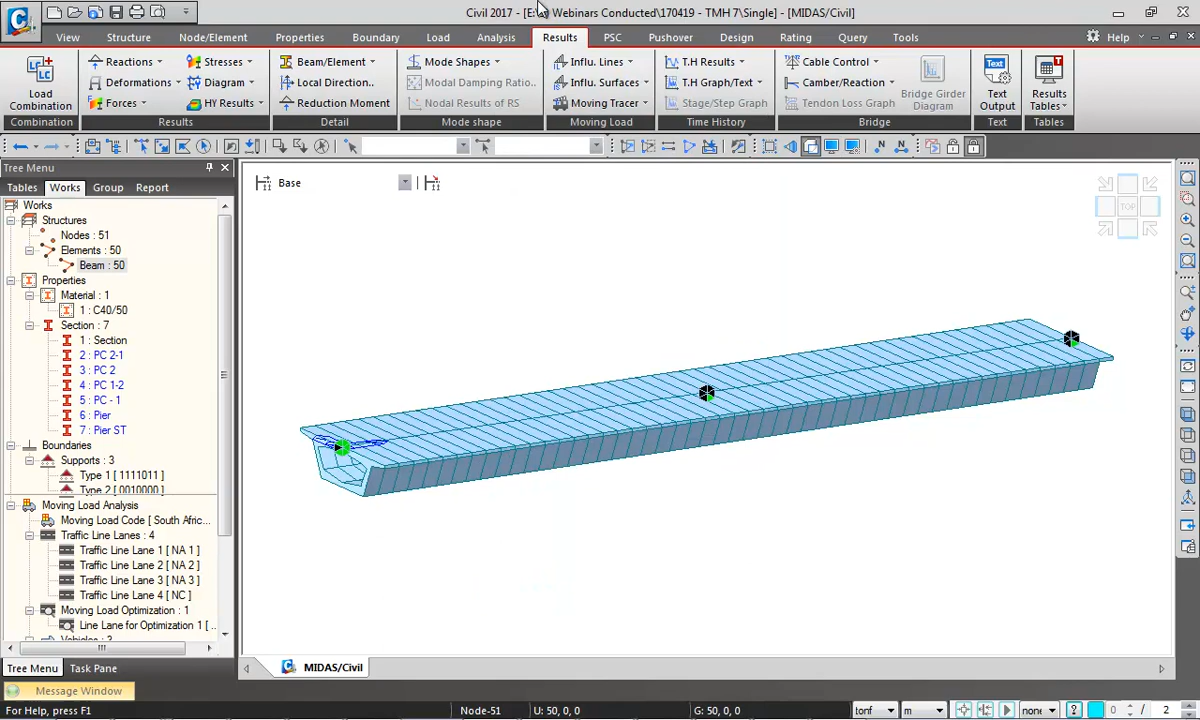 Civil 2017 - [E:\ Webinars Conducted\170419 - TMH 7\Single] - [MIDAS/Civil]
View Structure Node/Element Properties Boundary Load Analysis Results PSC Pushover Design Rating Query Tools Help
Load Combination
Reactions
Deformations
Forces
Stresses
Diagram
HY Results
Beam/Element
Local Direction..
Reduction Moment
Mode Shapes
Modal Damping Ratio..
Nodal Results of RS
Influ. Lines
Influ. Surfaces
Moving Tracer
T.H Results
T.H Graph/Text
Stage/Step Graph
Cable Control
Camber/Reaction
Tendon Loss Graph
Bridge Girder Diagram
Text Output
Results Tables
Combination Results Detail Mode shape Moving Load Time History Bridge Text Tables
Tree Menu
Tables Works Group Report
Works
Structures
Nodes : 51
Elements : 50
Beam : 50
Properties
Material : 1
1 : C40/50
Section : 7
1 : Section
2 : PC 2-1
3 : PC 2
4 : PC 1-2
5 : PC - 1
6 : Pier
7 : Pier ST
Boundaries
Supports : 3
Type 1 [ 1111011 ]
Type 2 [ 0010000 ]
Moving Load Analysis
Moving Load Code [ South Afric...
Traffic Line Lanes : 4
Traffic Line Lane 1 [ NA 1 ]
Traffic Line Lane 2 [ NA 2 ]
Traffic Line Lane 3 [ NA 3 ]
Traffic Line Lane 4 [ NC ]
Moving Load Optimization : 1
Line Lane for Optimization 1 [ ..
Vehicles : 3
Base
TOP
Tree Menu Task Pane
MIDAS/Civil
Message Window
For Help, press F1 Node-51 U: 50, 0, 0 G: 50, 0, 0 tonf m none ? 0 / 2